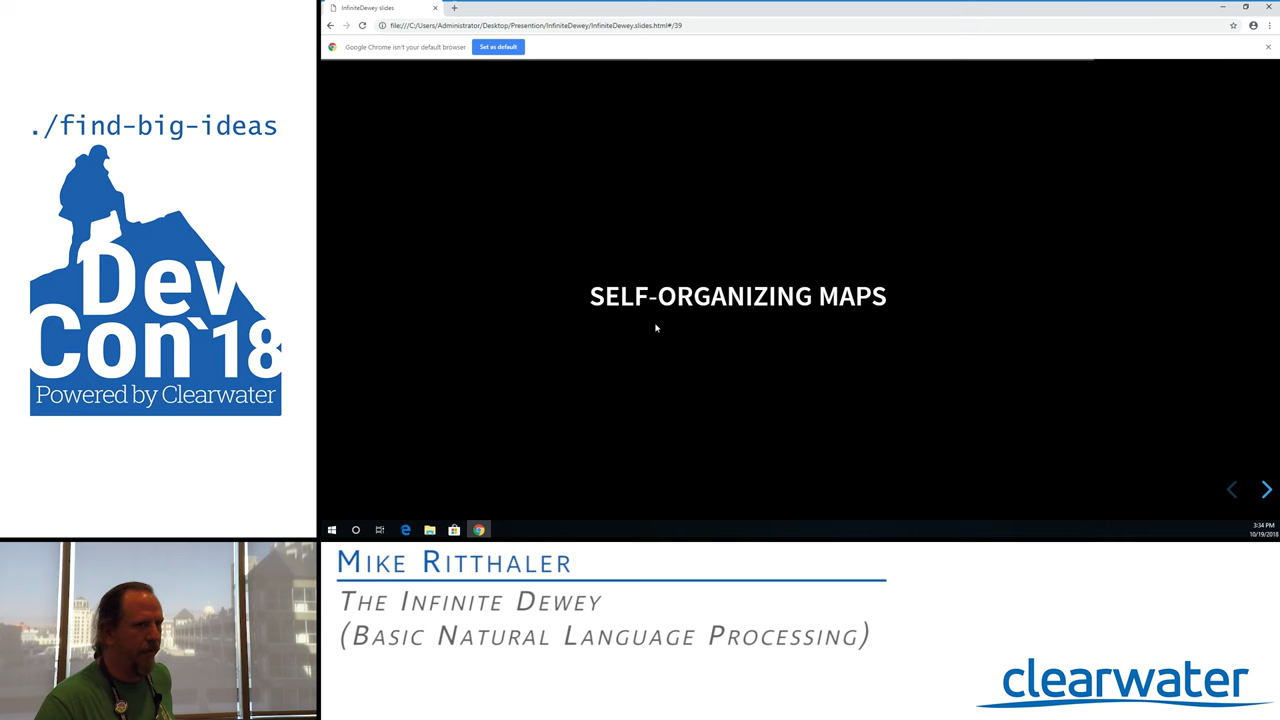 InfiniteDewey slides
file:///C:/Users/Administrator/Desktop/Presention/InfiniteDewey/InfiniteDewey.slides.html#/39
Google Chrome isn't your default browser
Set as default
./find-big-ideas
Dev
Con`18
Powered by Clearwater
SELF-ORGANIZING MAPS
3:34 PM
10/19/2018
MIKE RITTHALER
THE INFINITE DEWEY
(BASIC NATURAL LANGUAGE PROCESSING)
clearwater